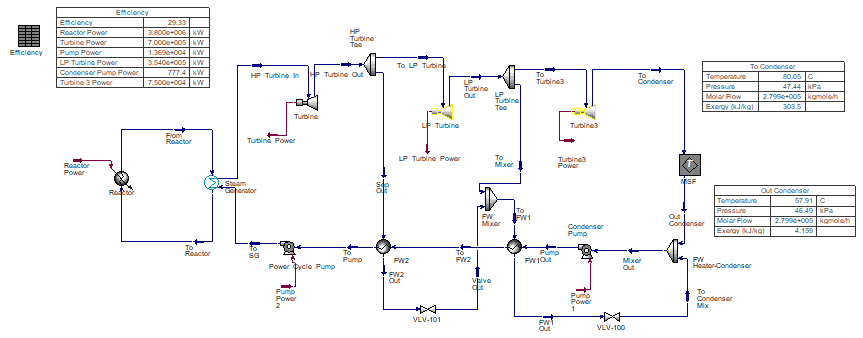 Efficiency
Efficiency
Efficiency 29.33
Reactor Power 3.800e+006 kW
Turbine Power 7.000e+005 kW
Pump Power 1.369e+004 kW
LP Turbine Power 3.540e+005 kW
Condenser Pump Power 777.4 kW
Turbine 3 Power 7.500e+004 kW
HP
Turbine
Tee
HP Turbine In
HP Turbine Out
To LP Turbine
LP
Turbine
Out
LP
Turbine
Tee
To
Turbine3
To
Condenser
To Condenser
Temperature 80.05 C
Pressure 47.44 kPa
Molar Flow 2.799e+005 kgmole/h
Exergy (kJ/kg) 303.5
Turbine
LP Turbine
Turbine3
Turbine Power
LP Turbine Power
Turbine3
Power
From
Reactor
Reactor
Power
Reactor
Steam
Generator
To
Reactor
Sep
Out
To
Mixer
FW
Mixer
To
FW1
MSF
Out Condenser
Temperature 57.91 C
Pressure 46.49 kPa
Molar Flow 2.799e+005 kgmole/h
Exergy (kJ/kg) 4.159
Out
Condenser
Condenser
Pump
To
SG
Power Cycle Pump
To
Pump
FW2
To
FW2
FW1
Pump
Out
Mixer
Out
FW
Heater-Condenser
Pump
Power
2
FW2
Out
Valve
Out
VLV-101
Pump
Power
1
FW1
Out
VLV-100
To
Condenser
Mix